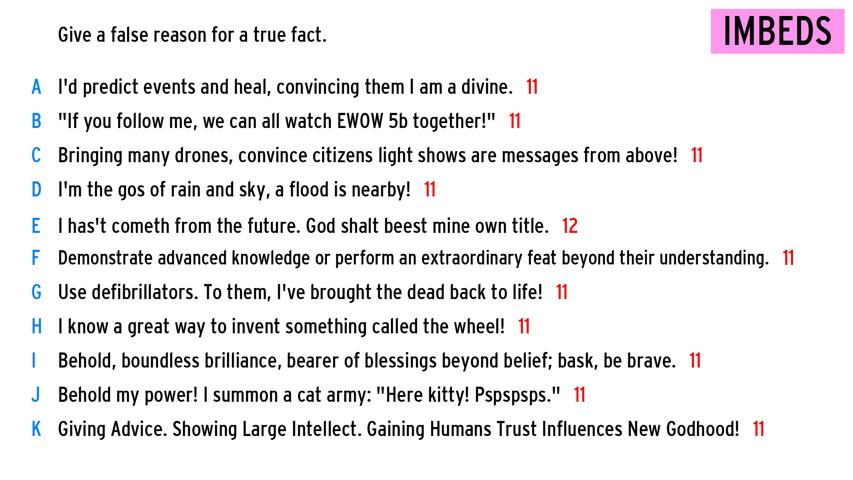 Give a false reason for a true fact.
IMBEDS
A I'd predict events and heal, convincing them I am a divine. 11
B "If you follow me, we can all watch EWOW 5b together!" 11
C Bringing many drones, convince citizens light shows are messages from above! 11
D I'm the gos of rain and sky, a flood is nearby! 11
E I has't cometh from the future. God shalt beest mine own title. 12
F Demonstrate advanced knowledge or perform an extraordinary feat beyond their understanding. 11
G Use defibrillators. To them, I've brought the dead back to life! 11
H I know a great way to invent something called the wheel! 11
I Behold, boundless brilliance, bearer of blessings beyond belief; bask, be brave. 11
J Behold my power! I summon a cat army: "Here kitty! Pspspsps." 11
K Giving Advice. Showing Large Intellect. Gaining Humans Trust Influences New Godhood! 11